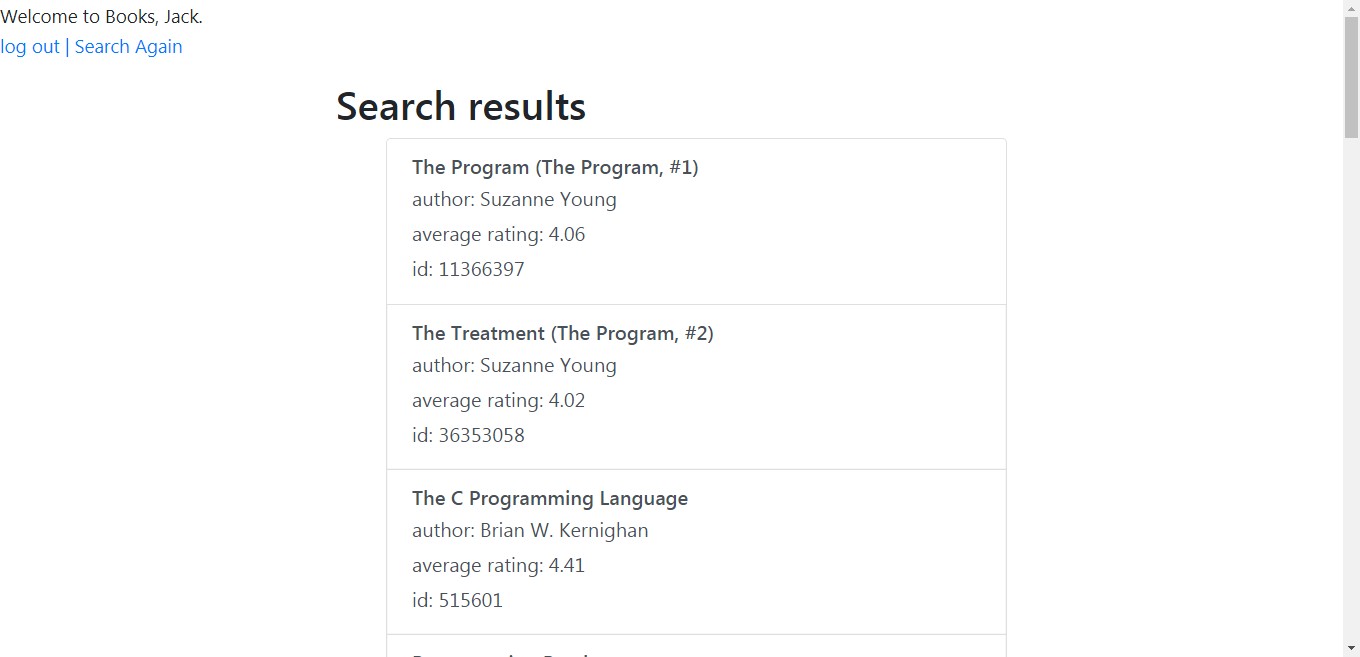 Welcome to Books, Jack.
log out | Search Again
Search results
The Program (The Program, #1)
author: Suzanne Young
average rating: 4.06
id: 11366397
The Treatment (The Program, #2)
author: Suzanne Young
average rating: 4.02
id: 36353058
The C Programming Language
author: Brian W. Kernighan
average rating: 4.41
id: 515601